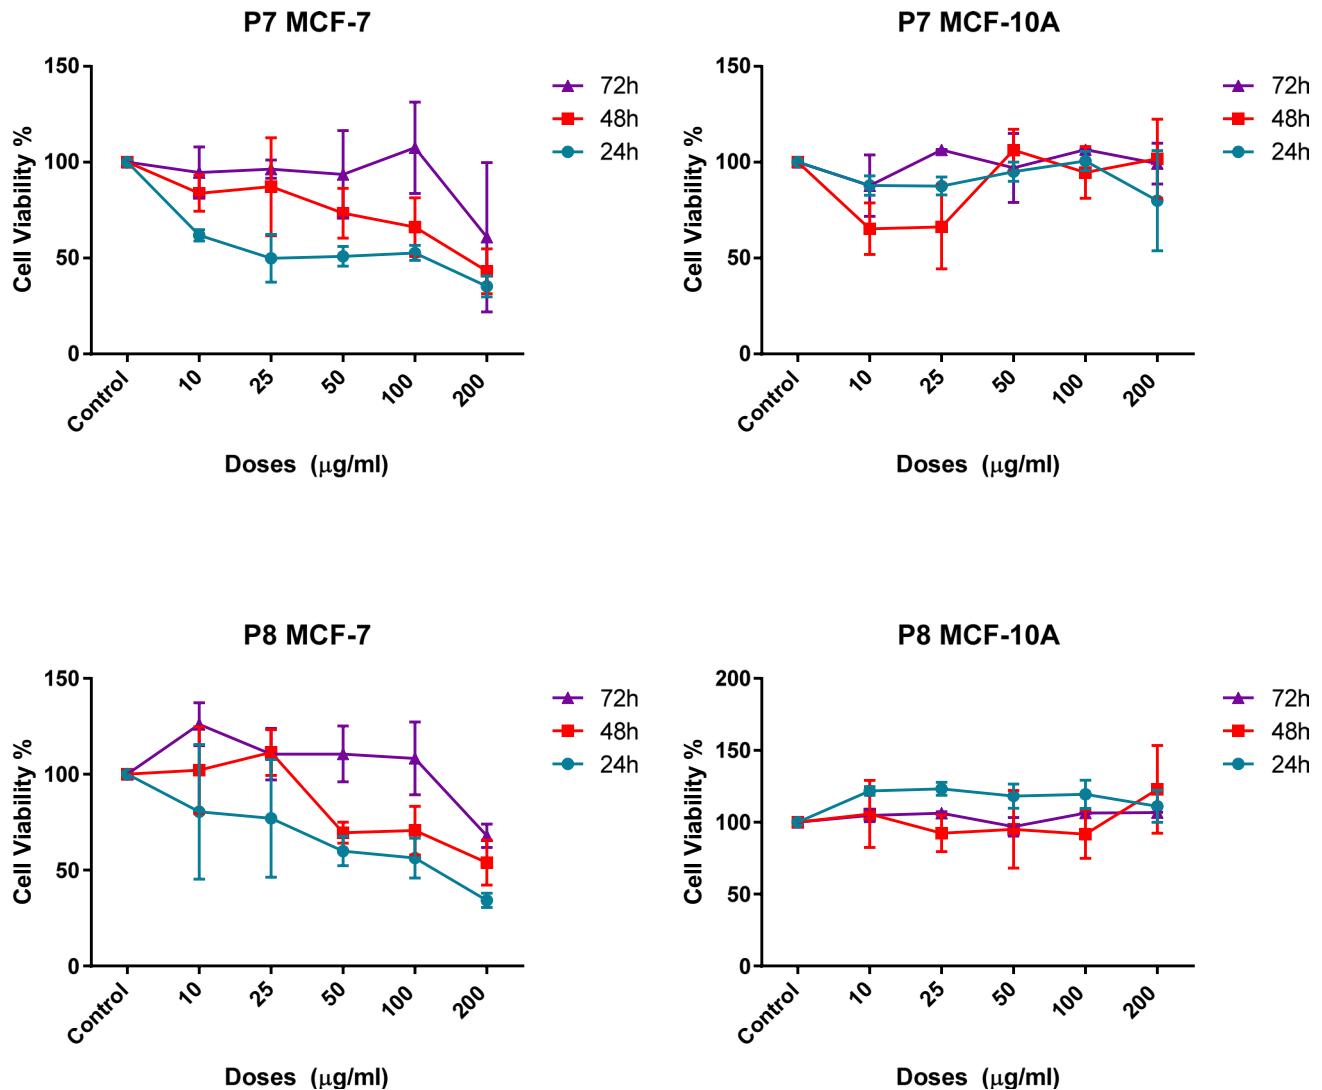 P7 MCF-7
150
100
50
0
Cell Viability %
Control
10
25
50
100
200
Doses (μg/ml)
72h
48h
24h
P7 MCF-10A
150
100
50
0
Cell Viability %
Control
10
25
50
100
200
Doses (μg/ml)
72h
48h
24h
P8 MCF-7
150
100
50
0
Cell Viability %
Control
10
25
50
100
200
Doses (μg/ml)
72h
48h
24h
P8 MCF-10A
200
150
100
50
0
Cell Viability %
Control
10
25
50
100
200
Doses (μg/ml)
72h
48h
24h